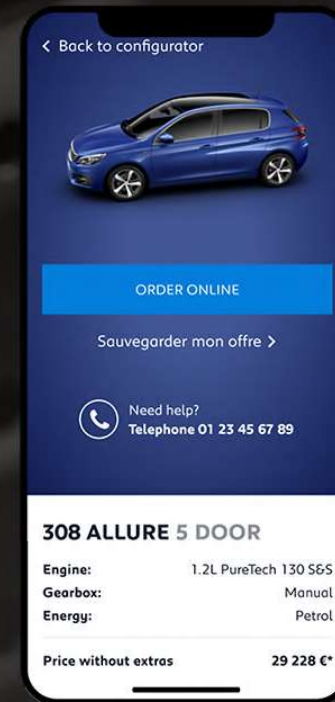 < Back to configurator
ORDER ONLINE
Sauvegarder mon offre >
Need help?
Telephone 01 23 45 67 89
308 ALLURE 5 DOOR
Engine: 1.2L PureTech 130 S&S
Gearbox: Manual
Energy: Petrol
Price without extras 29 228 €*